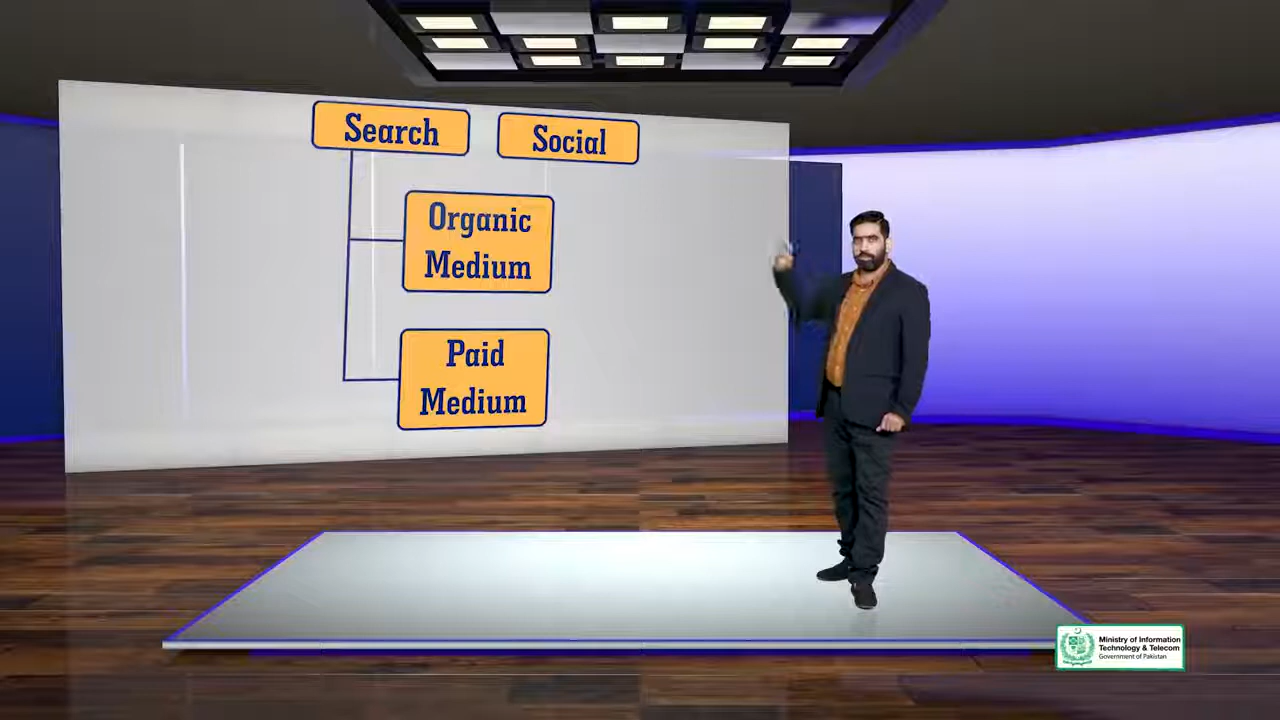 Search
Social
Organic
Medium
Paid
Medium
Ministry of Information
Technology & Telecom
Government of Pakistan